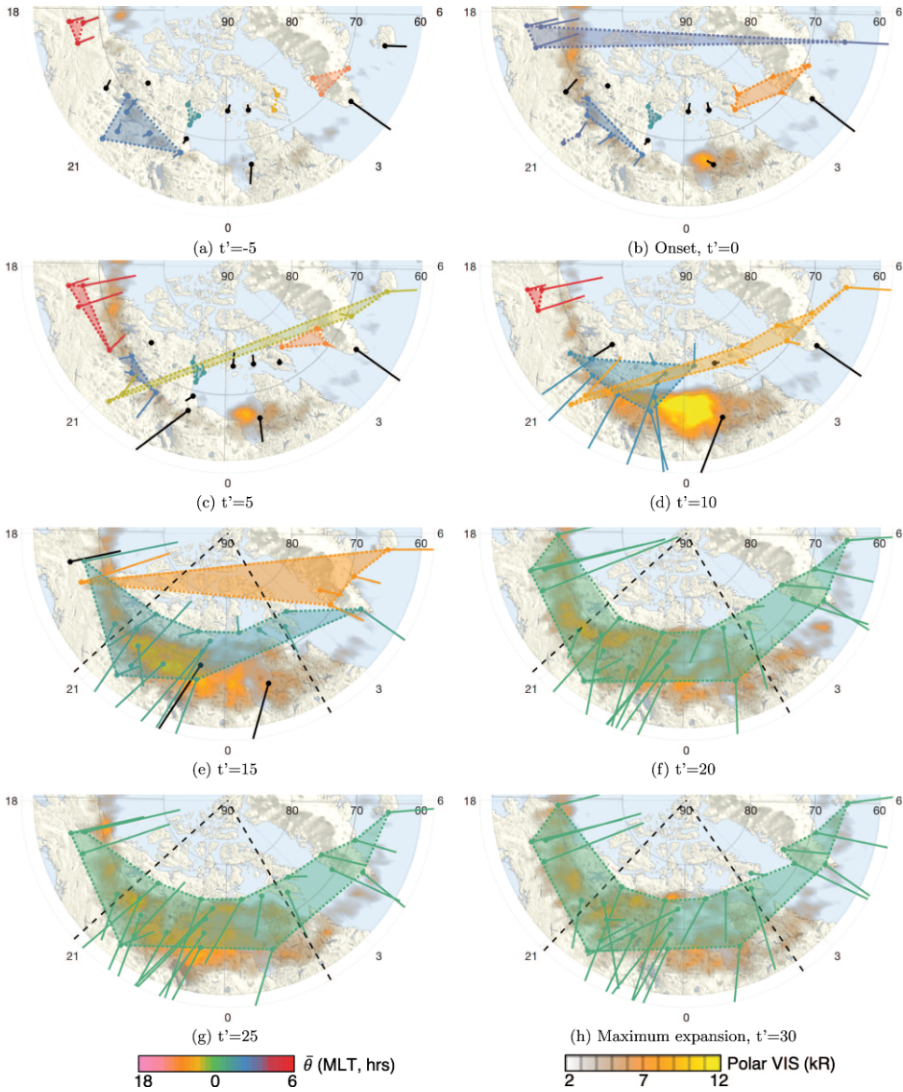 18 90 80 70 60 6
21 3
0
(a) t'=-5
18 90 80 70 60 6
21 3
0
(b) Onset, t'=0
18 90 80 70 60 6
21 3
0
(c) t'=5
18 90 80 70 60 6
21 3
0
(d) t'=10
18 90 80 70 60 6
21 3
0
(e) t'=15
18 90 80 70 60 6
21 3
0
(f) t'=20
18 90 80 70 60 6
21 3
0
(g) t'=25
18 90 80 70 60 6
21 3
0
(h) Maximum expansion, t'=30
θ̄ (MLT, hrs)
18 0 6
Polar VIS (kR)
2 7 12